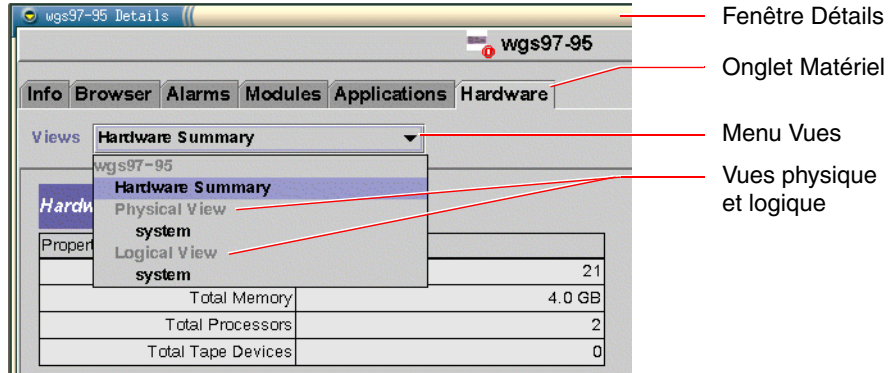 wgs97-95 Details
Fenêtre Détails
wgs97-95
Onglet Matériel
Info Browser Alarms Modules Applications Hardware
Views Hardware Summary
Menu Vues
wgs97-95
Hardware Summary
Physical View
system
Logical View
system
Vues physique
et logique
Hardw
Propert
21
Total Memory 4.0 GB
Total Processors 2
Total Tape Devices 0